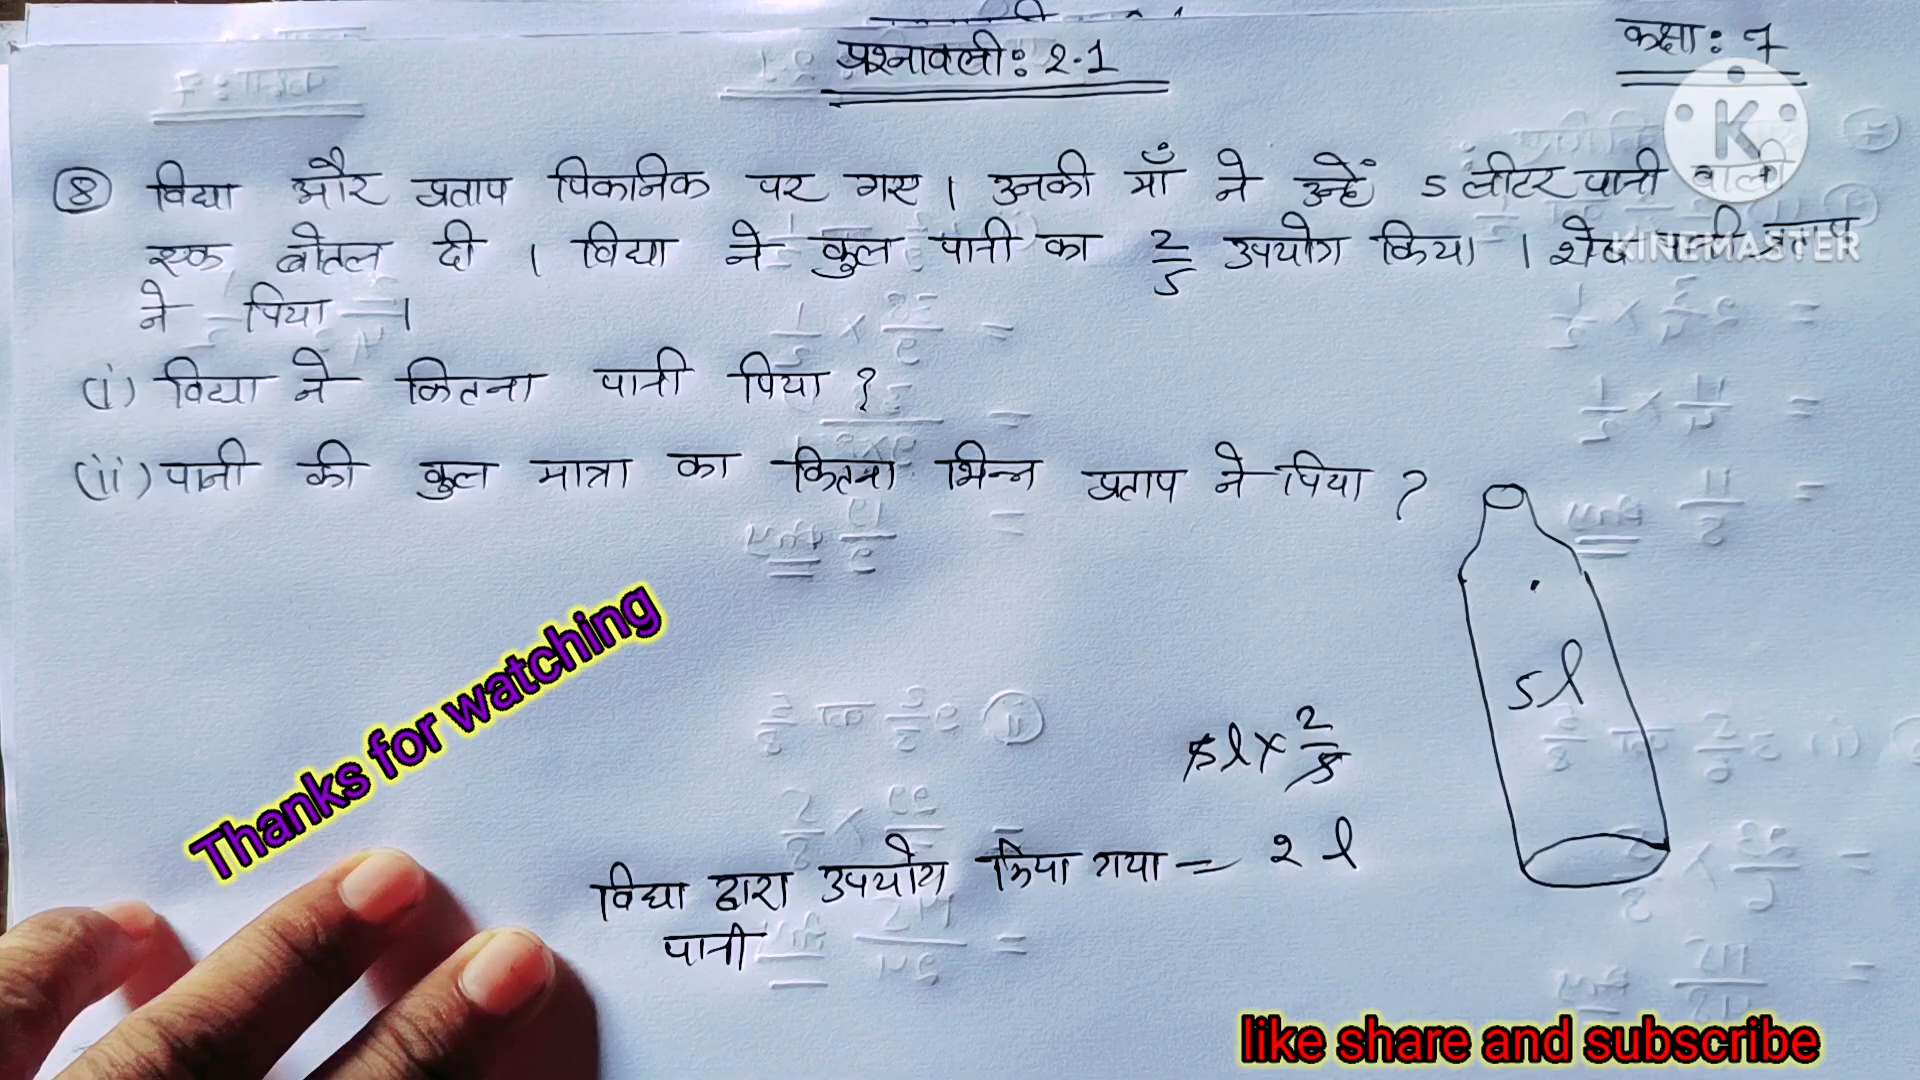 प्रश्नावली: 2.1
कक्षा: 7
⑧ विद्या और प्रताप पिकनिक पर गए । उनकी माँ ने उन्हें 5 लीटर पानी वाली
एक बोतल दी । विद्या ने कुल पानी का 2/5 उपयोग किया । शेष पानी प्रताप
ने पिया ।
(i) विद्या ने कितना पानी पिया ?
(ii) पानी की कुल मात्रा का कितना भिन्न प्रताप ने पिया ?
K
KINEMASTER
Thanks for watching
5l
5l × 2/5
विद्या द्वारा उपयोग किया गया = 2 l
पानी
like share and subscribe